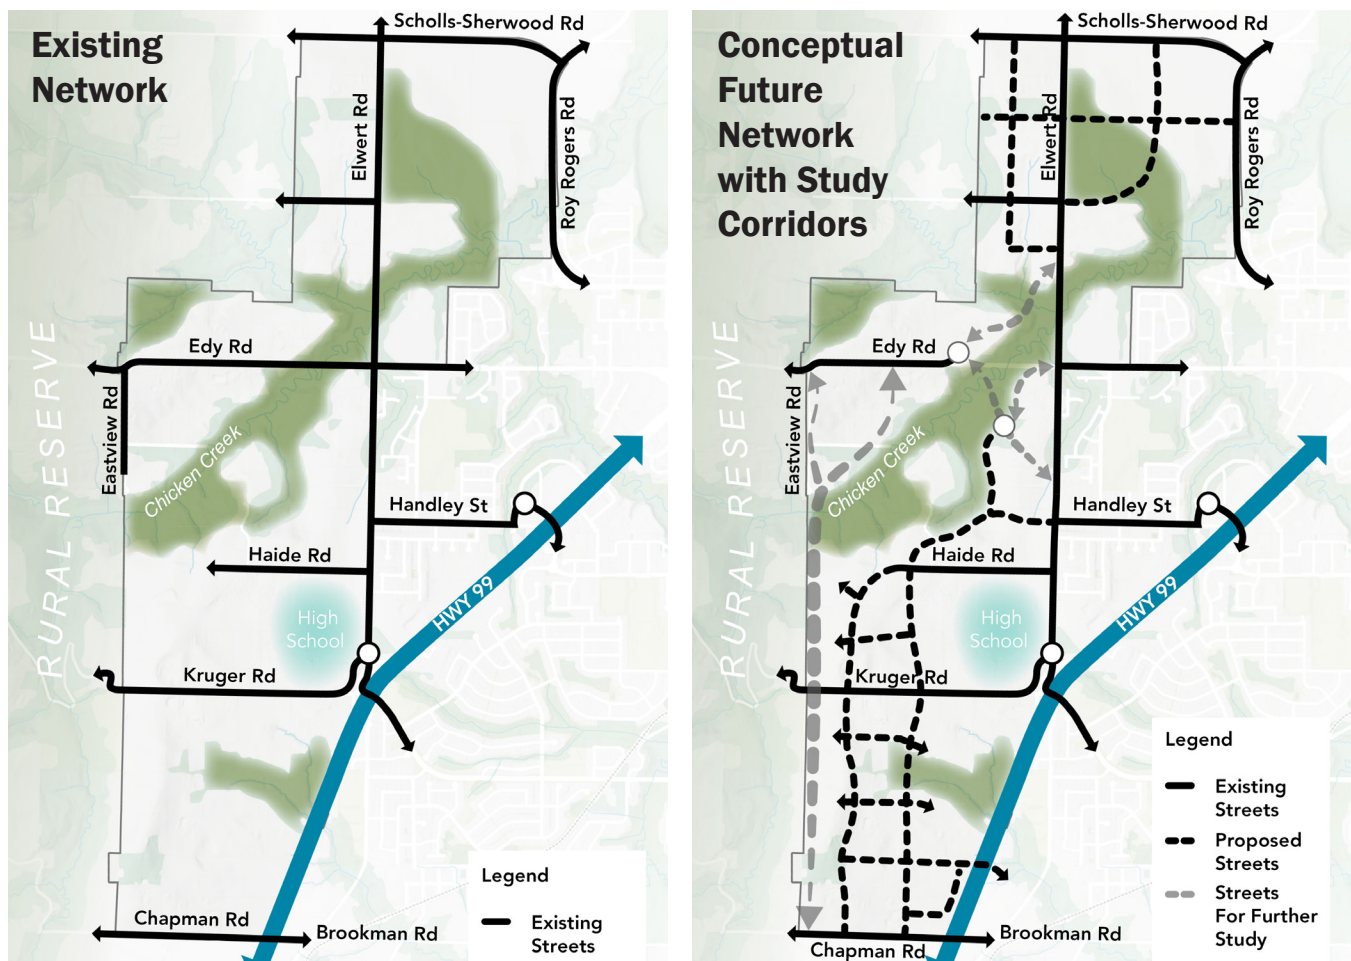 Existing
Network
Scholls-Sherwood Rd
Elwert Rd
Roy Rogers Rd
Edy Rd
Eastview Rd
RURAL RESERVE
Chicken Creek
Handley St
Haide Rd
High
School
HWY 99
Kruger Rd
Chapman Rd
Brookman Rd
Legend
Existing
Streets
Conceptual
Future
Network
with Study
Corridors
Scholls-Sherwood Rd
Elwert Rd
Roy Rogers Rd
Edy Rd
Eastview Rd
RURAL RESERVE
Chicken Creek
Handley St
Haide Rd
High
School
HWY 99
Kruger Rd
Chapman Rd
Brookman Rd
Legend
Existing
Streets
Proposed
Streets
Streets
For Further
Study